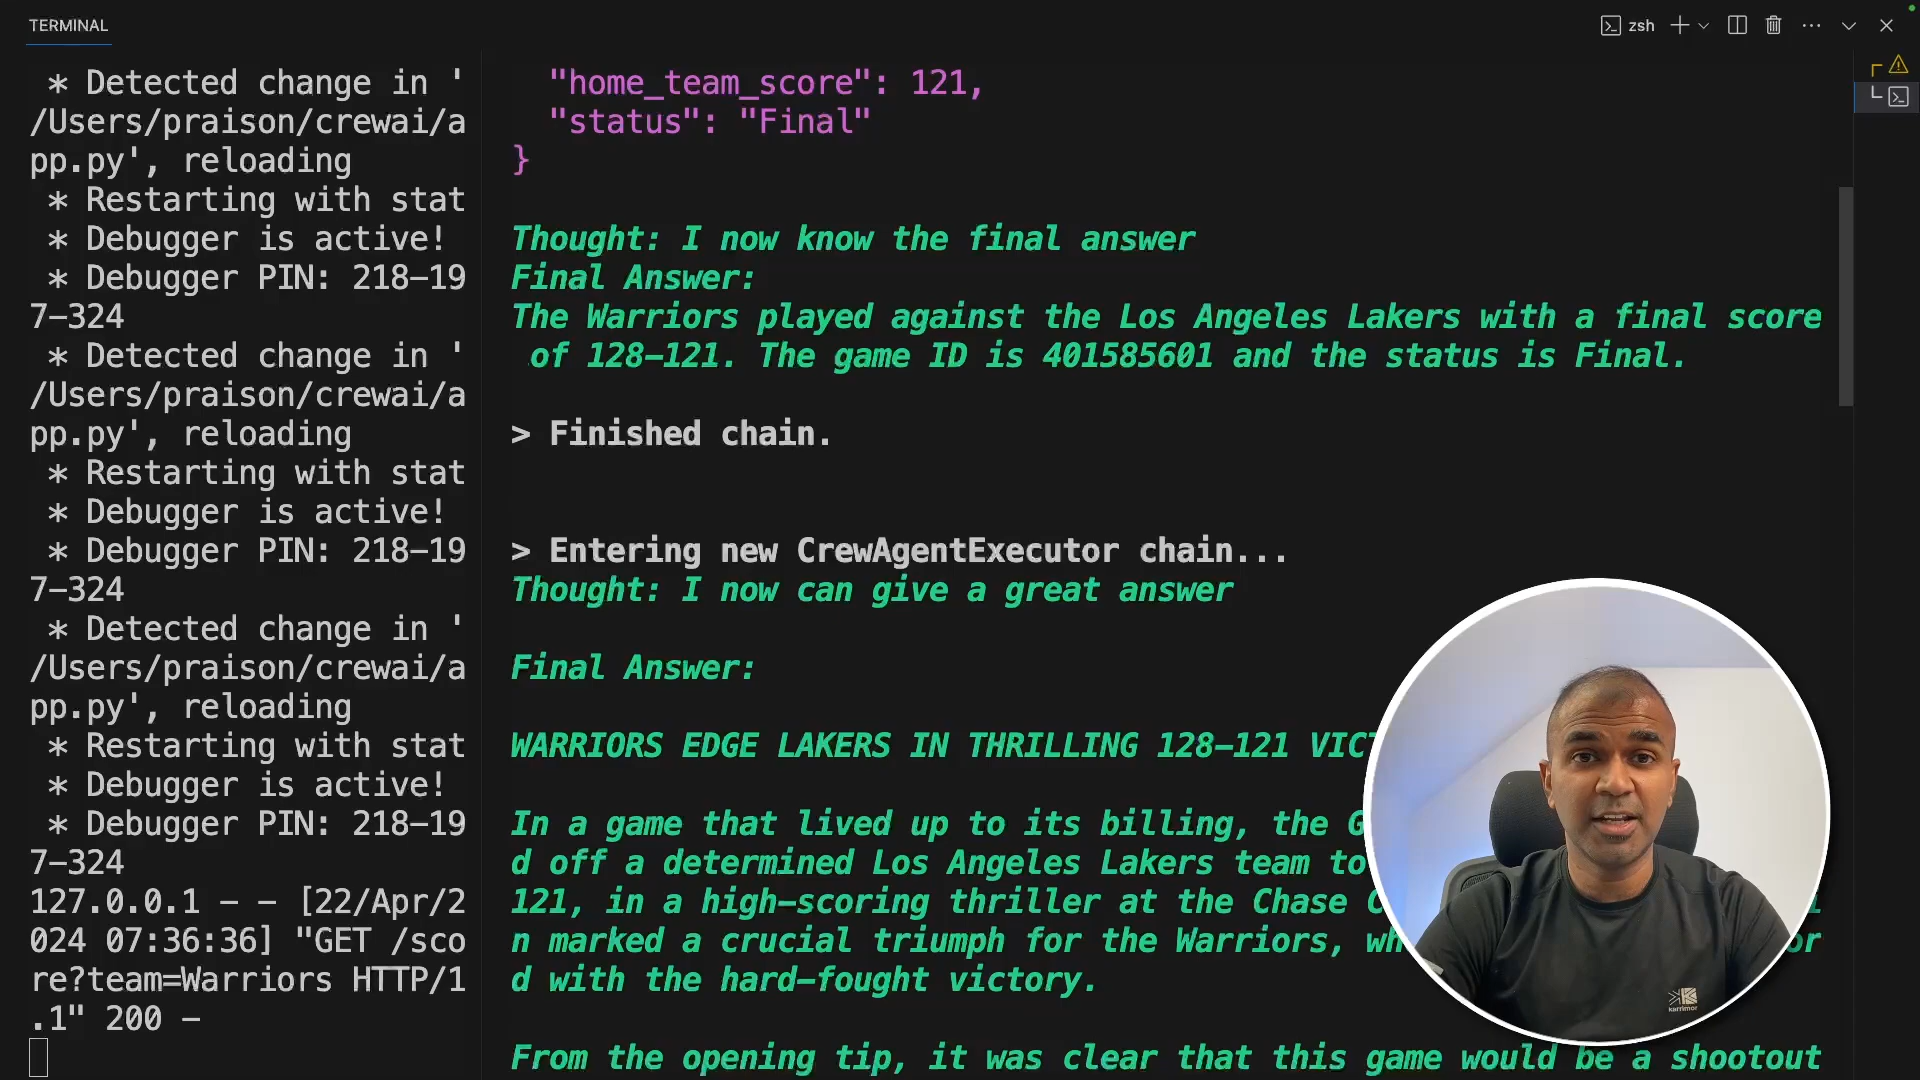 TERMINAL
zsh
* Detected change in '
/Users/praison/crewai/a
pp.py', reloading
* Restarting with stat
* Debugger is active!
* Debugger PIN: 218-19
7-324
* Detected change in '
/Users/praison/crewai/a
pp.py', reloading
* Restarting with stat
* Debugger is active!
* Debugger PIN: 218-19
7-324
* Detected change in '
/Users/praison/crewai/a
pp.py', reloading
* Restarting with stat
* Debugger is active!
* Debugger PIN: 218-19
7-324
127.0.0.1 - - [22/Apr/2
024 07:36:36] "GET /sco
re?team=Warriors HTTP/1
.1" 200 -
"home_team_score": 121,
"status": "Final"
}
Thought: I now know the final answer
Final Answer:
The Warriors played against the Los Angeles Lakers with a final score
of 128-121. The game ID is 401585601 and the status is Final.
> Finished chain.
> Entering new CrewAgentExecutor chain...
Thought: I now can give a great answer
Final Answer:
WARRIORS EDGE LAKERS IN THRILLING 128-121
In a game that lived up to its billing, the
d off a determined Los Angeles Lakers team to
121, in a high-scoring thriller at the Chase
n marked a crucial triumph for the Warriors,
d with the hard-fought victory.
From the opening tip, it was clear that this game would be a shootout
karrimor